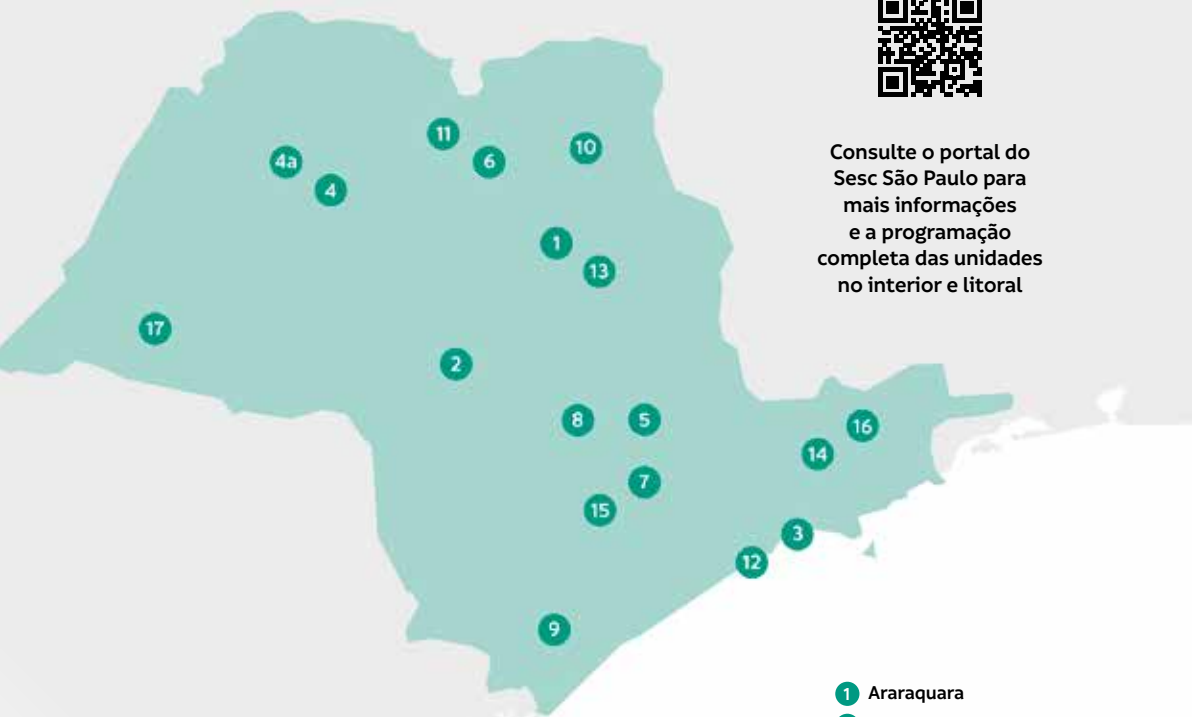 Consulte o portal do
Sesc São Paulo para
mais informações
e a programação
completa das unidades
no interior e litoral
11
10
4a
6
4
1
13
17
2
8
5
16
14
7
15
3
12
9
1 Araraquara